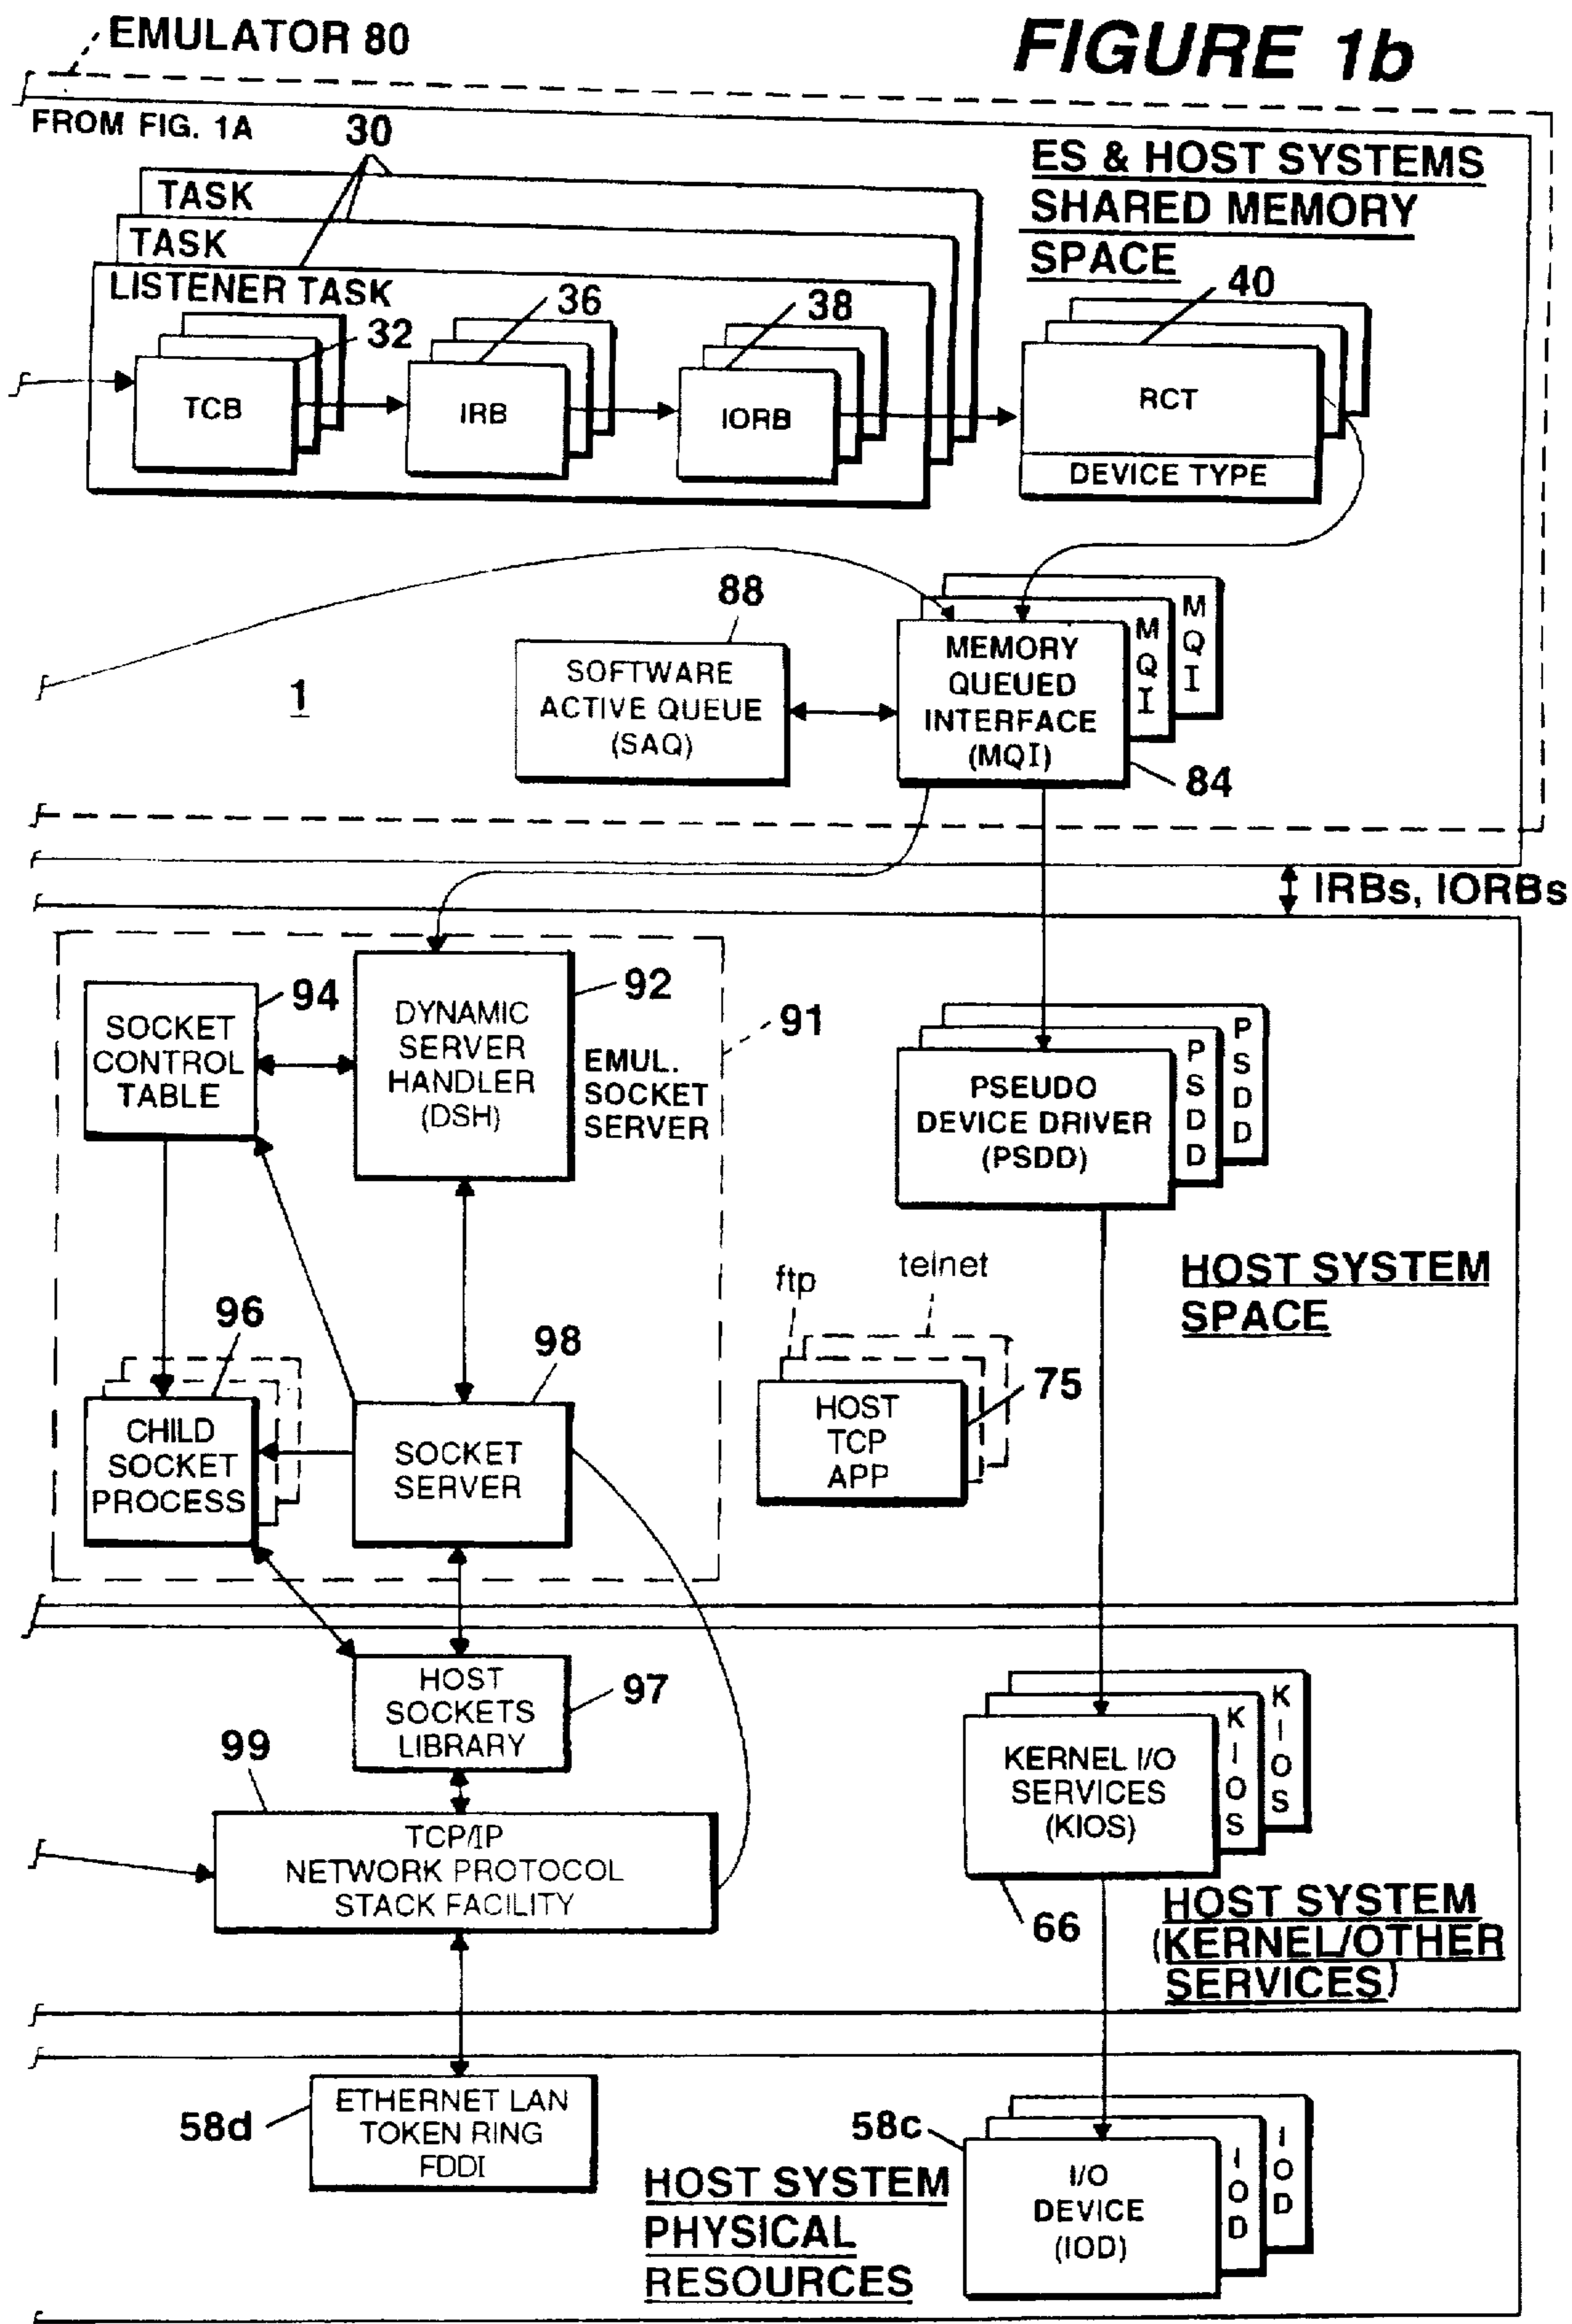 EMULATOR 80
FIGURE 1b
FROM FIG. 1A
30
ES & HOST SYSTEMS
SHARED MEMORY
SPACE
TASK
TASK
LISTENER TASK
36
38
40
32
TCB
IRB
IORB
RCT
DEVICE TYPE
88
SOFTWARE
ACTIVE QUEUE
(SAQ)
MEMORY
QUEUED
INTERFACE
(MQI)
MQI
MQI
84
1
IRBs, IORBs
94
SOCKET
CONTROL
TABLE
DYNAMIC
SERVER
HANDLER
(DSH)
92
91
EMUL.
SOCKET
SERVER
PSEUDO
DEVICE DRIVER
(PSDD)
PSDD
PSDD
HOST SYSTEM
SPACE
ftp
telnet
96
98
75
CHILD
SOCKET
PROCESS
SOCKET
SERVER
HOST
TCP
APP
HOST
SOCKETS
LIBRARY
97
99
TCP/IP
NETWORK PROTOCOL
STACK FACILITY
KERNEL I/O
SERVICES
(KIOS)
KIOS
KIOS
66
HOST SYSTEM
(KERNEL/OTHER
SERVICES)
58d
ETHERNET LAN
TOKEN RING
FDDI
58c
I/O
DEVICE
(IOD)
IOD
IOD
HOST SYSTEM
PHYSICAL
RESOURCES